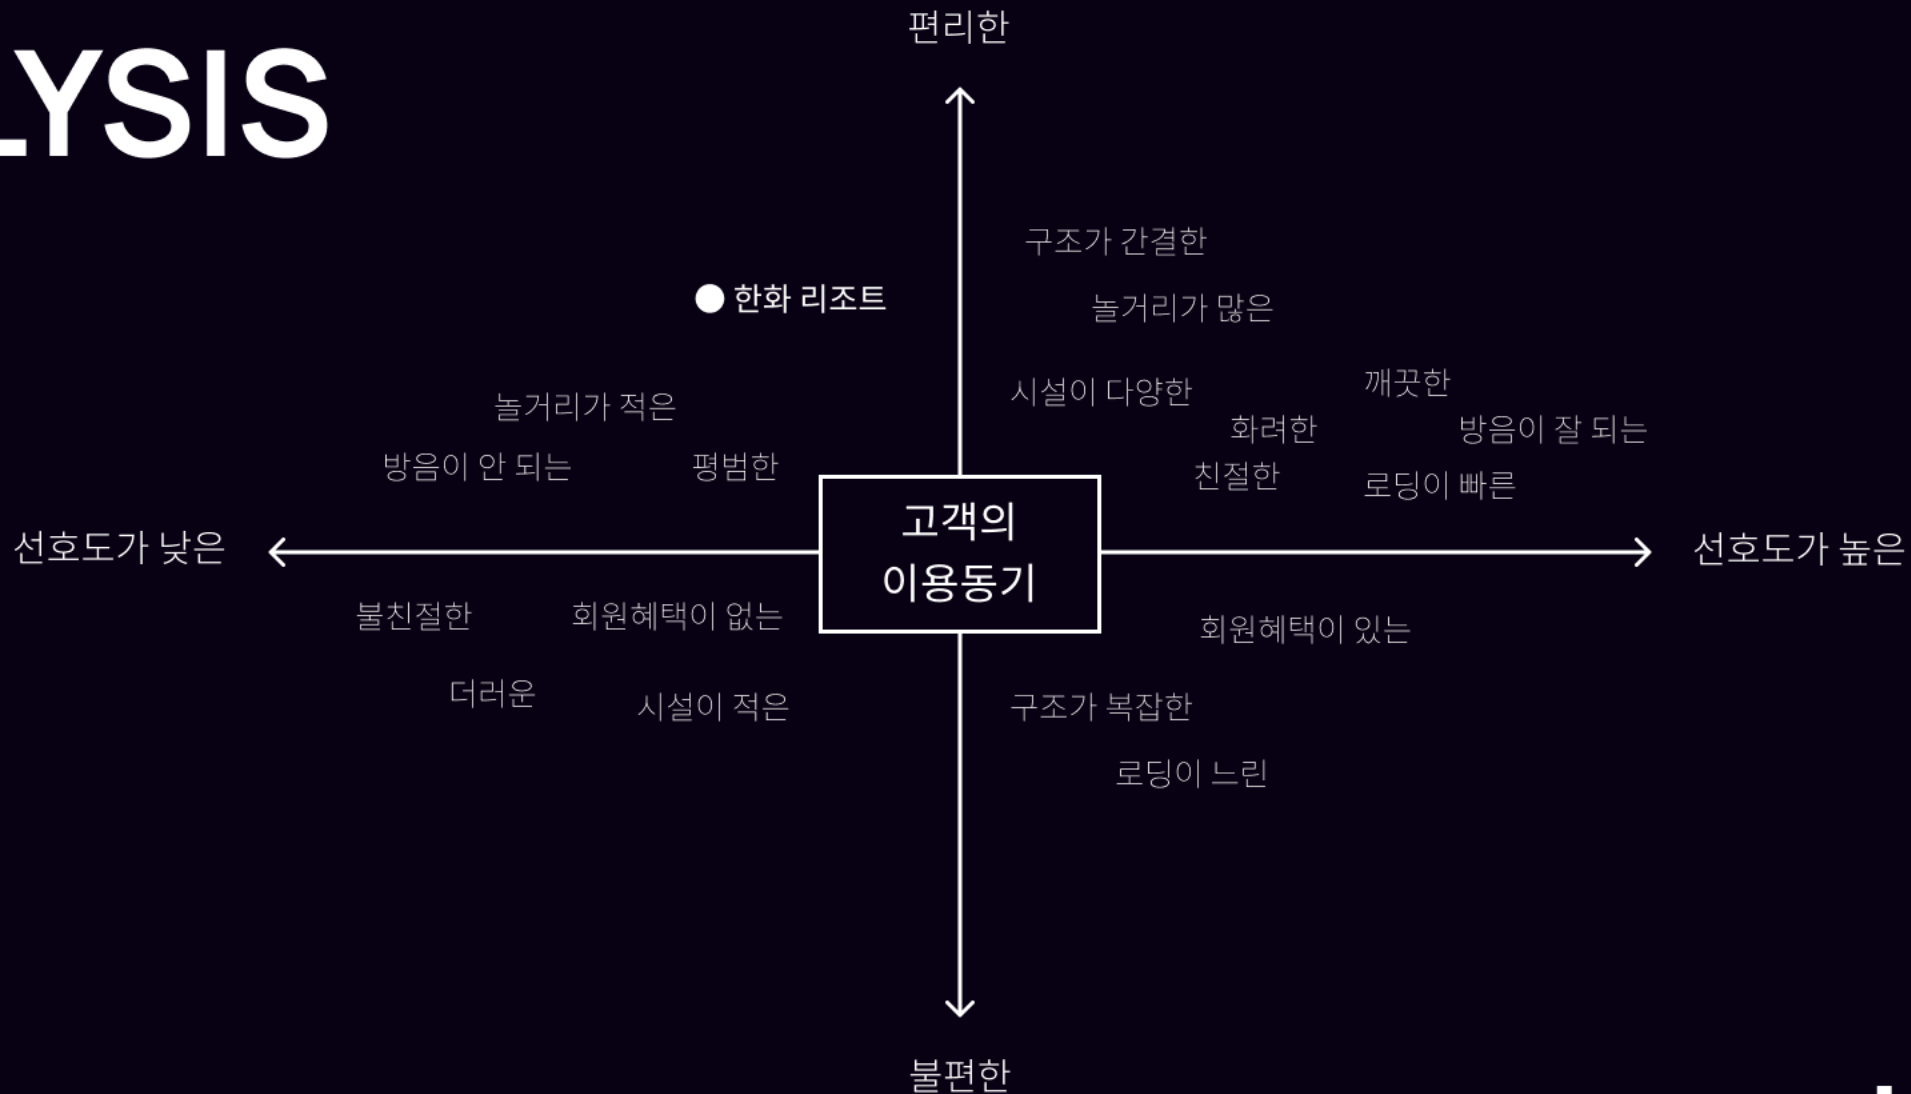 편리한
LYSIS
구조가 간결한
한화 리조트
놀거리가 많은
깨끗한
시설이 다양한
놀거리가 적은
화려한
방음이 잘 되는
방음이 안 되는
평범한
친절한
로딩이 빠른
고객의
이용동기
선호도가 낮은
선호도가 높은
불친절한
회원혜택이 없는
회원혜택이 있는
더러운
시설이 적은
구조가 복잡한
로딩이 느린
불편한